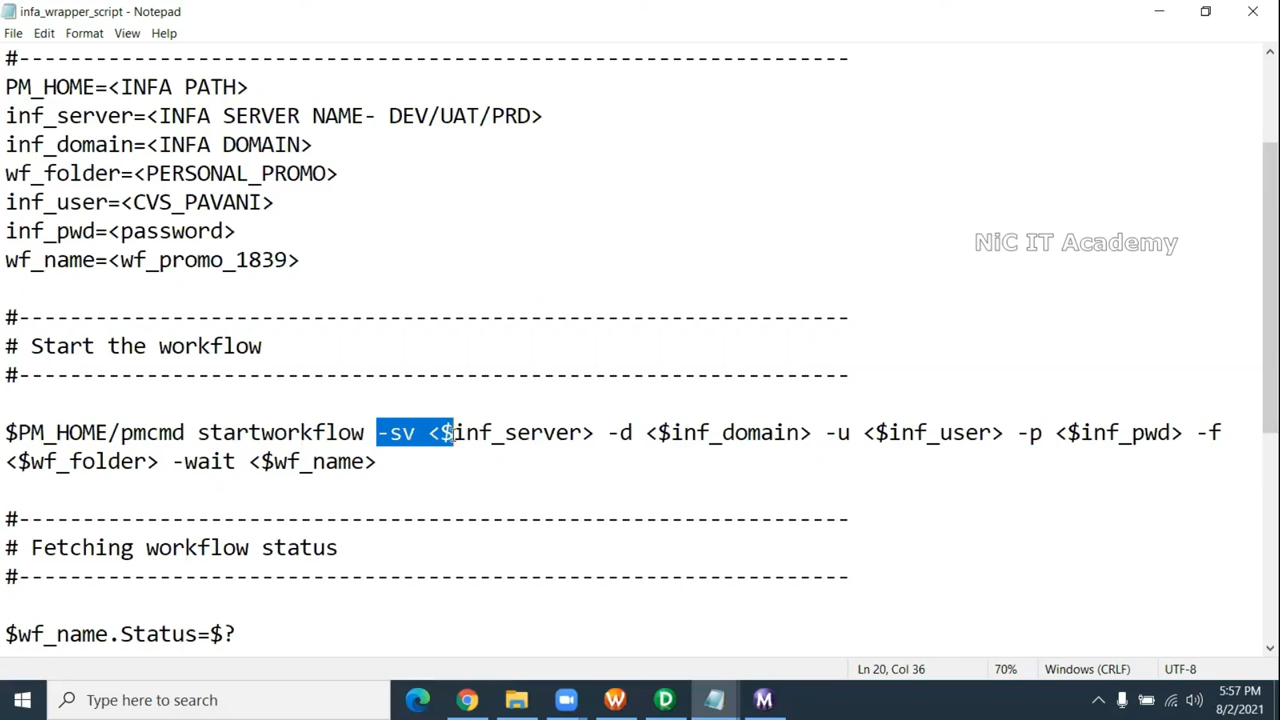 infa_wrapper_script - Notepad
File Edit Format View Help
#-----------------------------------------------------------------
PM_HOME=<INFA PATH>
inf_server=<INFA SERVER NAME- DEV/UAT/PRD>
inf_domain=<INFA DOMAIN>
wf_folder=<PERSONAL_PROMO>
inf_user=<CVS_PAVANI>
inf_pwd=<password>
wf_name=<wf_promo_1839>
NiC IT Academy
#-----------------------------------------------------------------
# Start the workflow
#-----------------------------------------------------------------
$PM_HOME/pmcmd startworkflow -sv <$inf_server> -d <$inf_domain> -u <$inf_user> -p <$inf_pwd> -f
<$wf_folder> -wait <$wf_name>
#-----------------------------------------------------------------
# Fetching workflow status
#-----------------------------------------------------------------
$wf_name.Status=$?
Ln 20, Col 36 70% Windows (CRLF) UTF-8
Type here to search
5:57 PM
8/2/2021